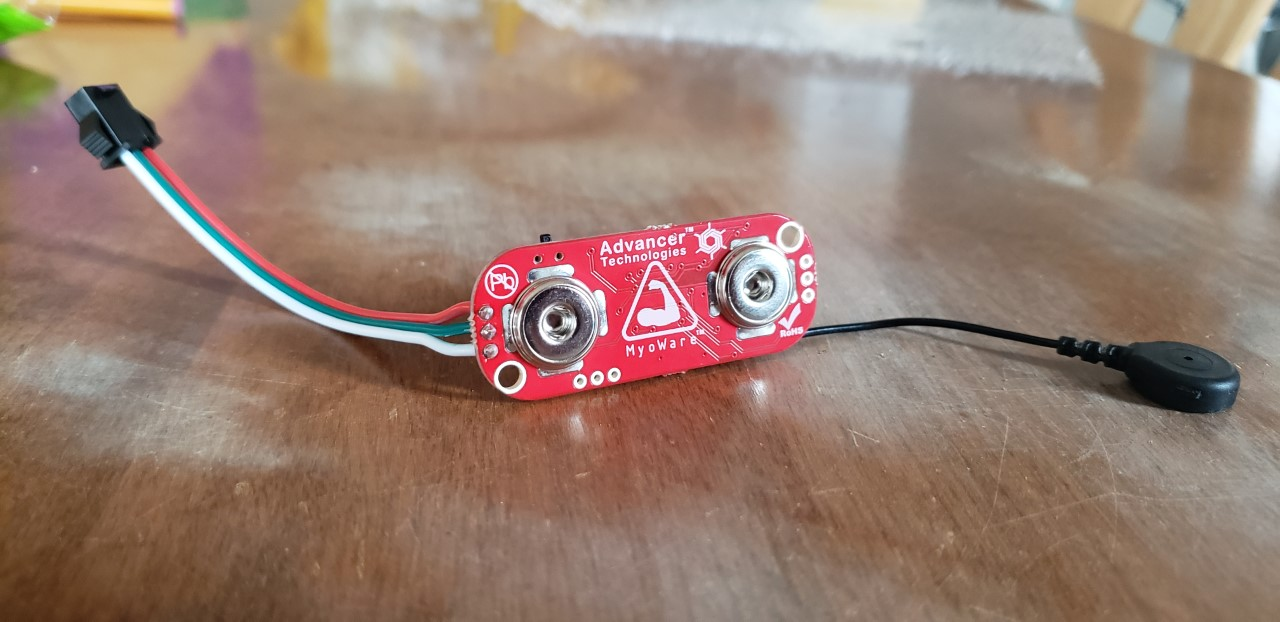 Advancer™
Technologies
Pb
MyoWare™
RoHS